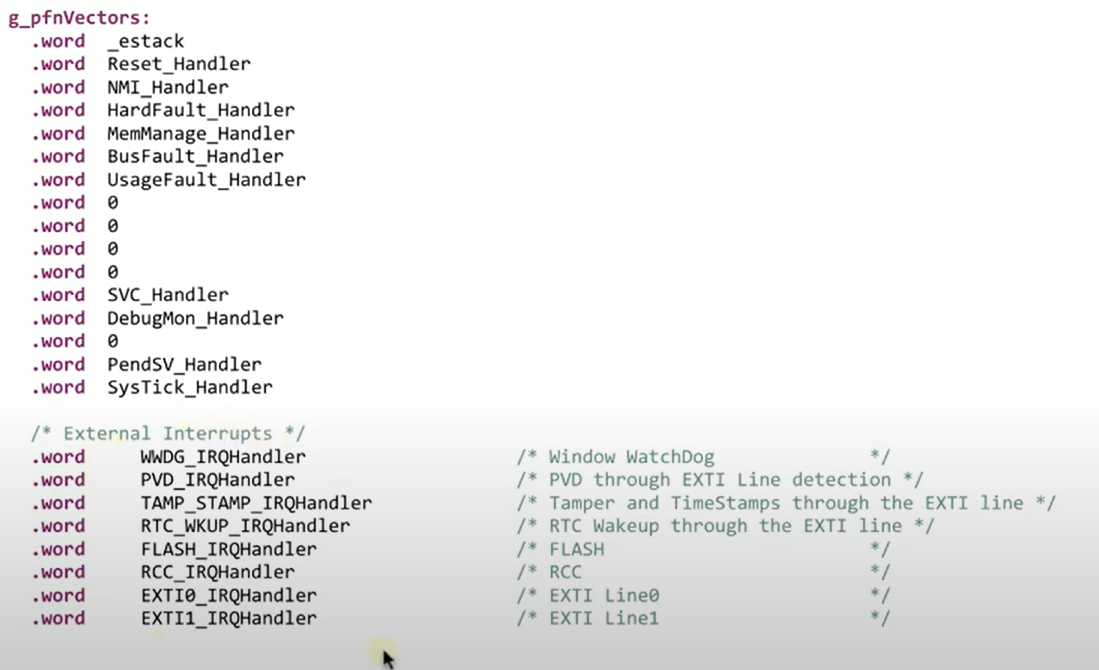 g_pfnVectors:
.word _estack
.word Reset_Handler
.word NMI_Handler
.word HardFault_Handler
.word MemManage_Handler
.word BusFault_Handler
.word UsageFault_Handler
.word 0
.word 0
.word 0
.word 0
.word SVC_Handler
.word DebugMon_Handler
.word 0
.word PendSV_Handler
.word SysTick_Handler
/* External Interrupts */
.word WWDG_IRQHandler /* Window WatchDog */
.word PVD_IRQHandler /* PVD through EXTI Line detection */
.word TAMP_STAMP_IRQHandler /* Tamper and TimeStamps through the EXTI line */
.word RTC_WKUP_IRQHandler /* RTC Wakeup through the EXTI line */
.word FLASH_IRQHandler /* FLASH */
.word RCC_IRQHandler /* RCC */
.word EXTI0_IRQHandler /* EXTI Line0 */
.word EXTI1_IRQHandler /* EXTI Line1 */